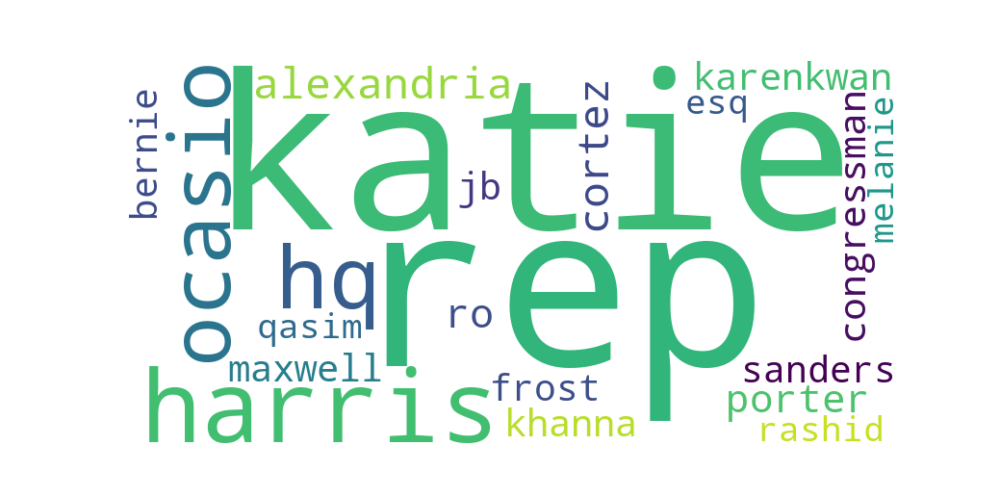 katie
rep
ocasio
harris
hq
alexandria
karenkwan
esq
cortez
bernie
jb
congressman
melanie
ro
qasim
maxwell
frost
khanna
sanders
porter
rashid